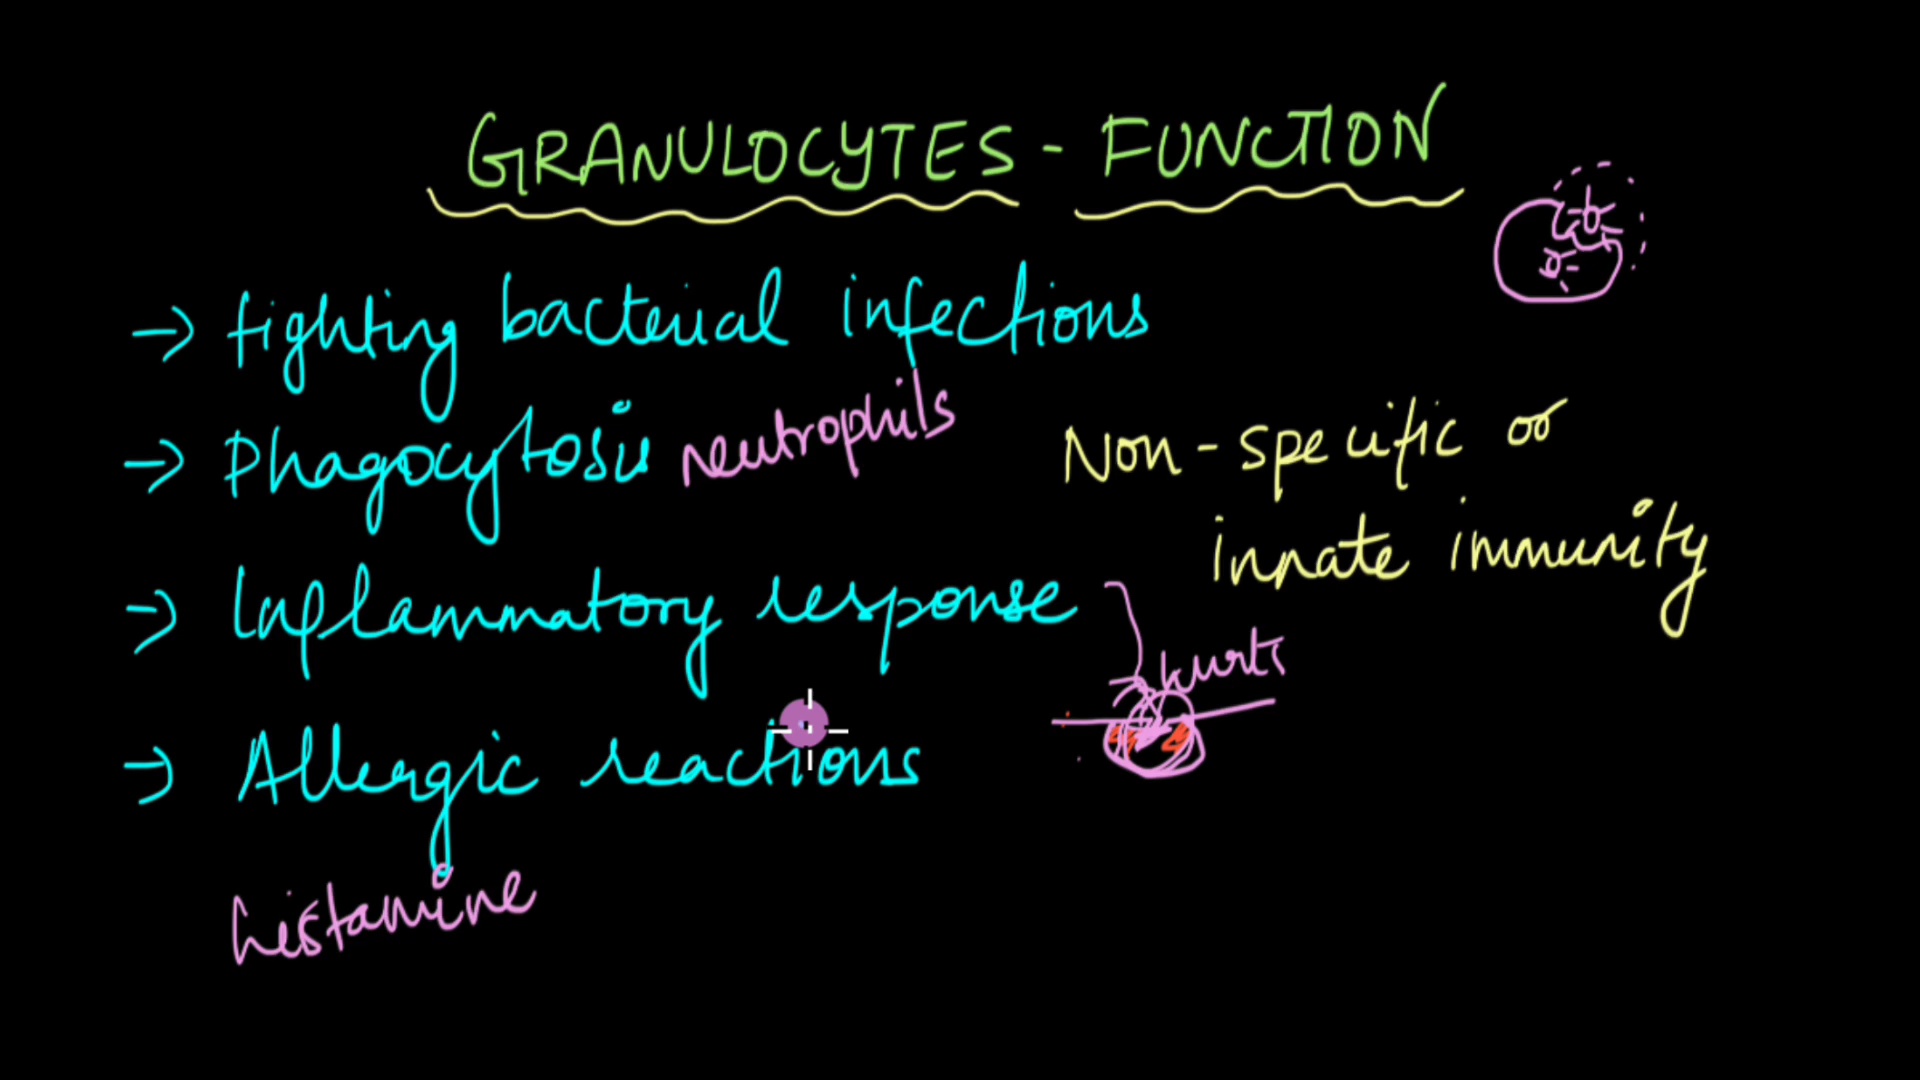 GRANULOCYTES - FUNCTION
→ fighting bacterial infections
→ Phagocytosis neutrophils
Non-specific or
innate immunity
→ Inflammatory response
hurts
→ Allergic reactions
histamine